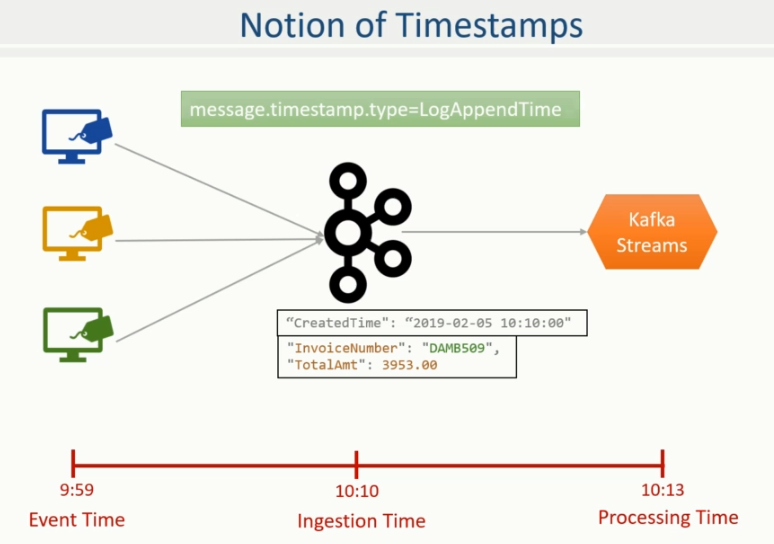 Notion of Timestamps
message.timestamp.type=LogAppendTime
Kafka
Streams
“CreatedTime": “2019-02-05 10:10:00"
"InvoiceNumber": "DAMB509",
"TotalAmt": 3953.00
9:59
10:10
10:13
Event Time
Ingestion Time
Processing Time